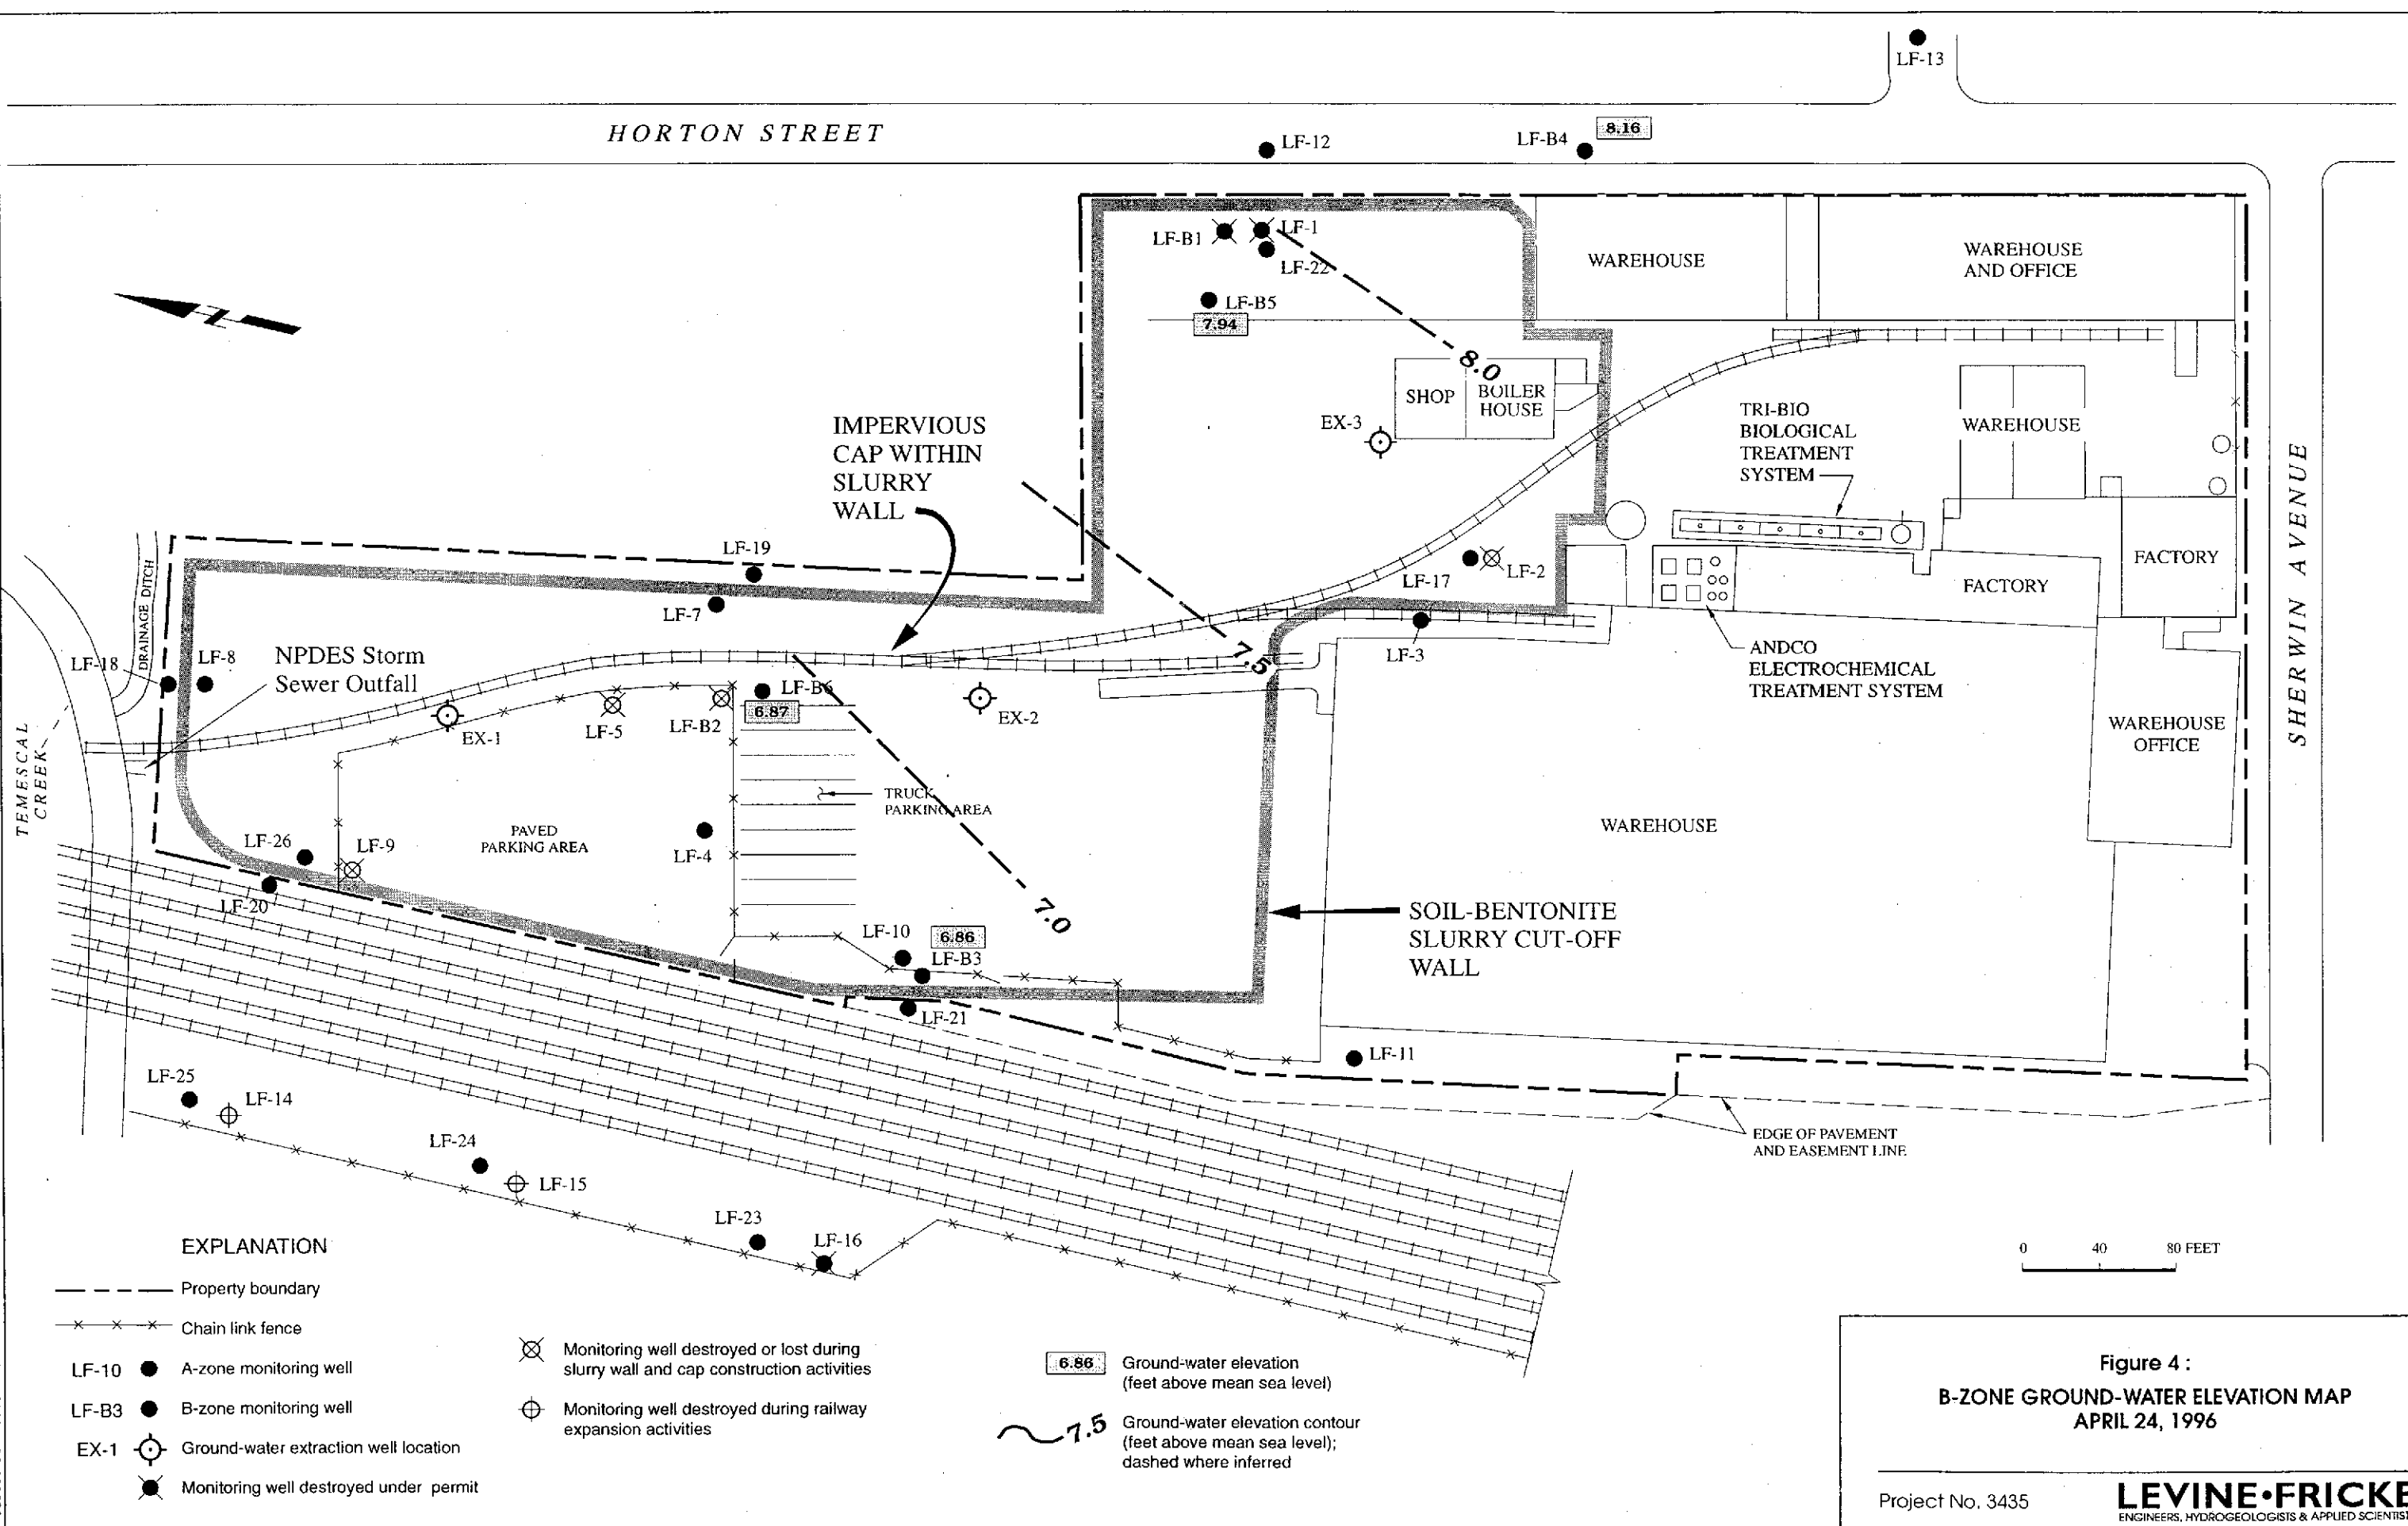 LF-13
HORTON STREET
LF-12
LF-B4
8.16
LF-B1
LF-1
LF-22
LF-B5
7.94
WAREHOUSE
WAREHOUSE
AND OFFICE
8.0
SHOP
BOILER
HOUSE
EX-3
IMPERVIOUS
CAP WITHIN
SLURRY
WALL
TRI-BIO
BIOLOGICAL
TREATMENT
SYSTEM
WAREHOUSE
SHERWIN AVENUE
LF-19
LF-7
LF-17
LF-2
FACTORY
FACTORY
DRAINAGE DITCH
LF-18
LF-8
NPDES Storm
Sewer Outfall
7.5
LF-3
ANDCO
ELECTROCHEMICAL
TREATMENT SYSTEM
LF-B6
6.87
EX-1
LF-5
LF-B2
EX-2
WAREHOUSE
OFFICE
TEMESCAL
CREEEK
TRUCK
PARKING AREA
PAVED
PARKING AREA
WAREHOUSE
LF-26
LF-9
LF-4
LF-20
7.0
LF-10
6.86
LF-B3
SOIL-BENTONITE
SLURRY CUT-OFF
WALL
LF-21
LF-11
LF-25
LF-14
LF-24
LF-15
EDGE OF PAVEMENT
AND EASEMENT LINE
LF-23
LF-16
0 40 80 FEET
EXPLANATION
Property boundary
Chain link fence
LF-10 A-zone monitoring well
LF-B3 B-zone monitoring well
EX-1 Ground-water extraction well location
Monitoring well destroyed under permit
Monitoring well destroyed or lost during
slurry wall and cap construction activities
Monitoring well destroyed during railway
expansion activities
6.86 Ground-water elevation
(feet above mean sea level)
7.5 Ground-water elevation contour
(feet above mean sea level);
dashed where inferred
Figure 4 :
B-ZONE GROUND-WATER ELEVATION MAP
APRIL 24, 1996
Project No. 3435
LEVINE•FRICKE
ENGINEERS, HYDROGEOLOGISTS & APPLIED SCIENTIS